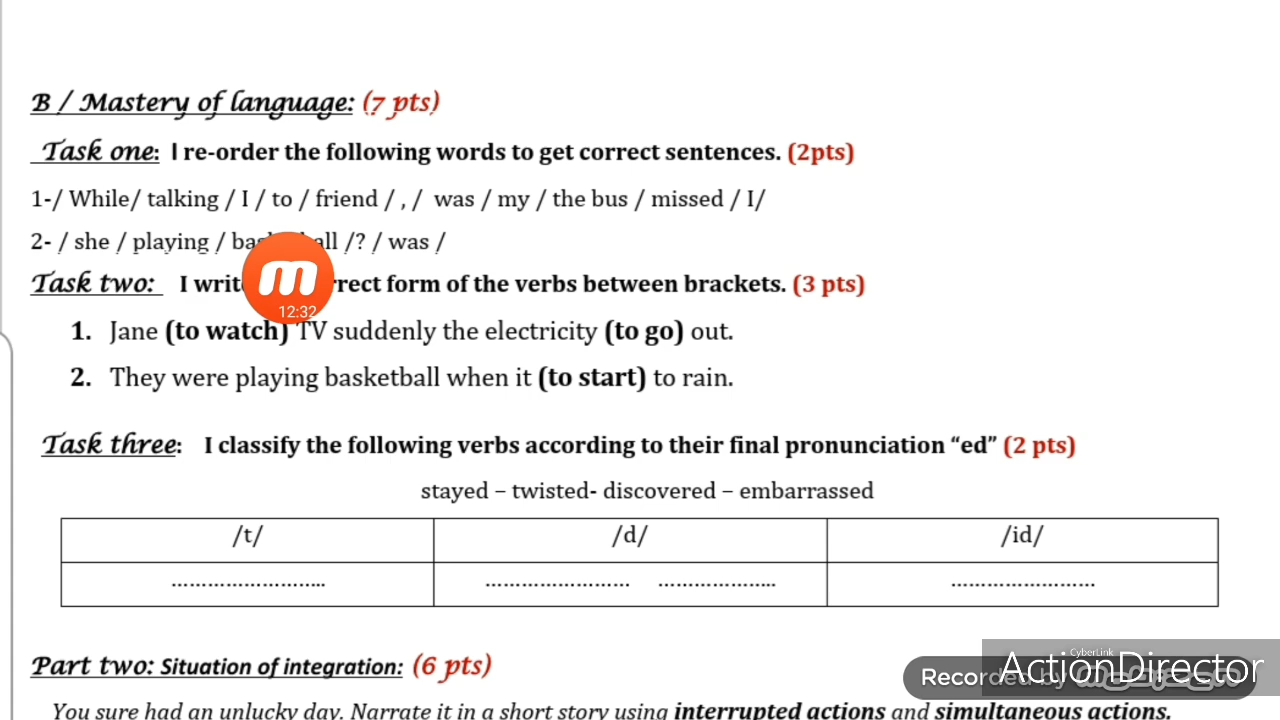 B / Mastery of language: (7 pts)
Task one: I re-order the following words to get correct sentences. (2pts)
1-/ While/ talking / I / to / friend / , / was / my / the bus / missed / I/
2- / she / playing / /? / was /
Task two: I form of the verbs between brackets. (3 pts)
12:32
1. Jane (to watch) TV suddenly the electricity (to go) out.
2. They were playing basketball when it (to start) to rain.
Task three: I classify the following verbs according to their final pronunciation “ed” (2 pts)
stayed – twisted- discovered – embarrassed
/t/ /d/ /id/
…………………….. …………………… ………………... ……………………
Part two: Situation of integration: (6 pts)
CyberLink
ActionDirector
Recorded by
You sure had an unlucky day. Narrate it in a short story using interrupted actions and simultaneous actions.